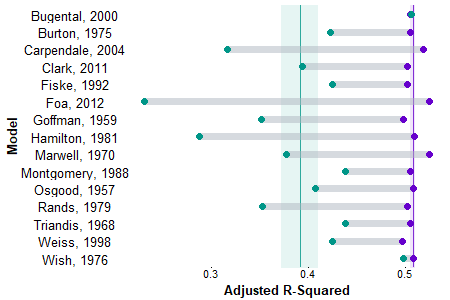 Bugental, 2000
Burton, 1975
Carpendale, 2004
Clark, 2011
Fiske, 1992
Foa, 2012
Goffman, 1959
Hamilton, 1981
Marwell, 1970
Montgomery, 1988
Osgood, 1957
Rands, 1979
Triandis, 1968
Weiss, 1998
Wish, 1976
Model
0.3 0.4 0.5
Adjusted R-Squared